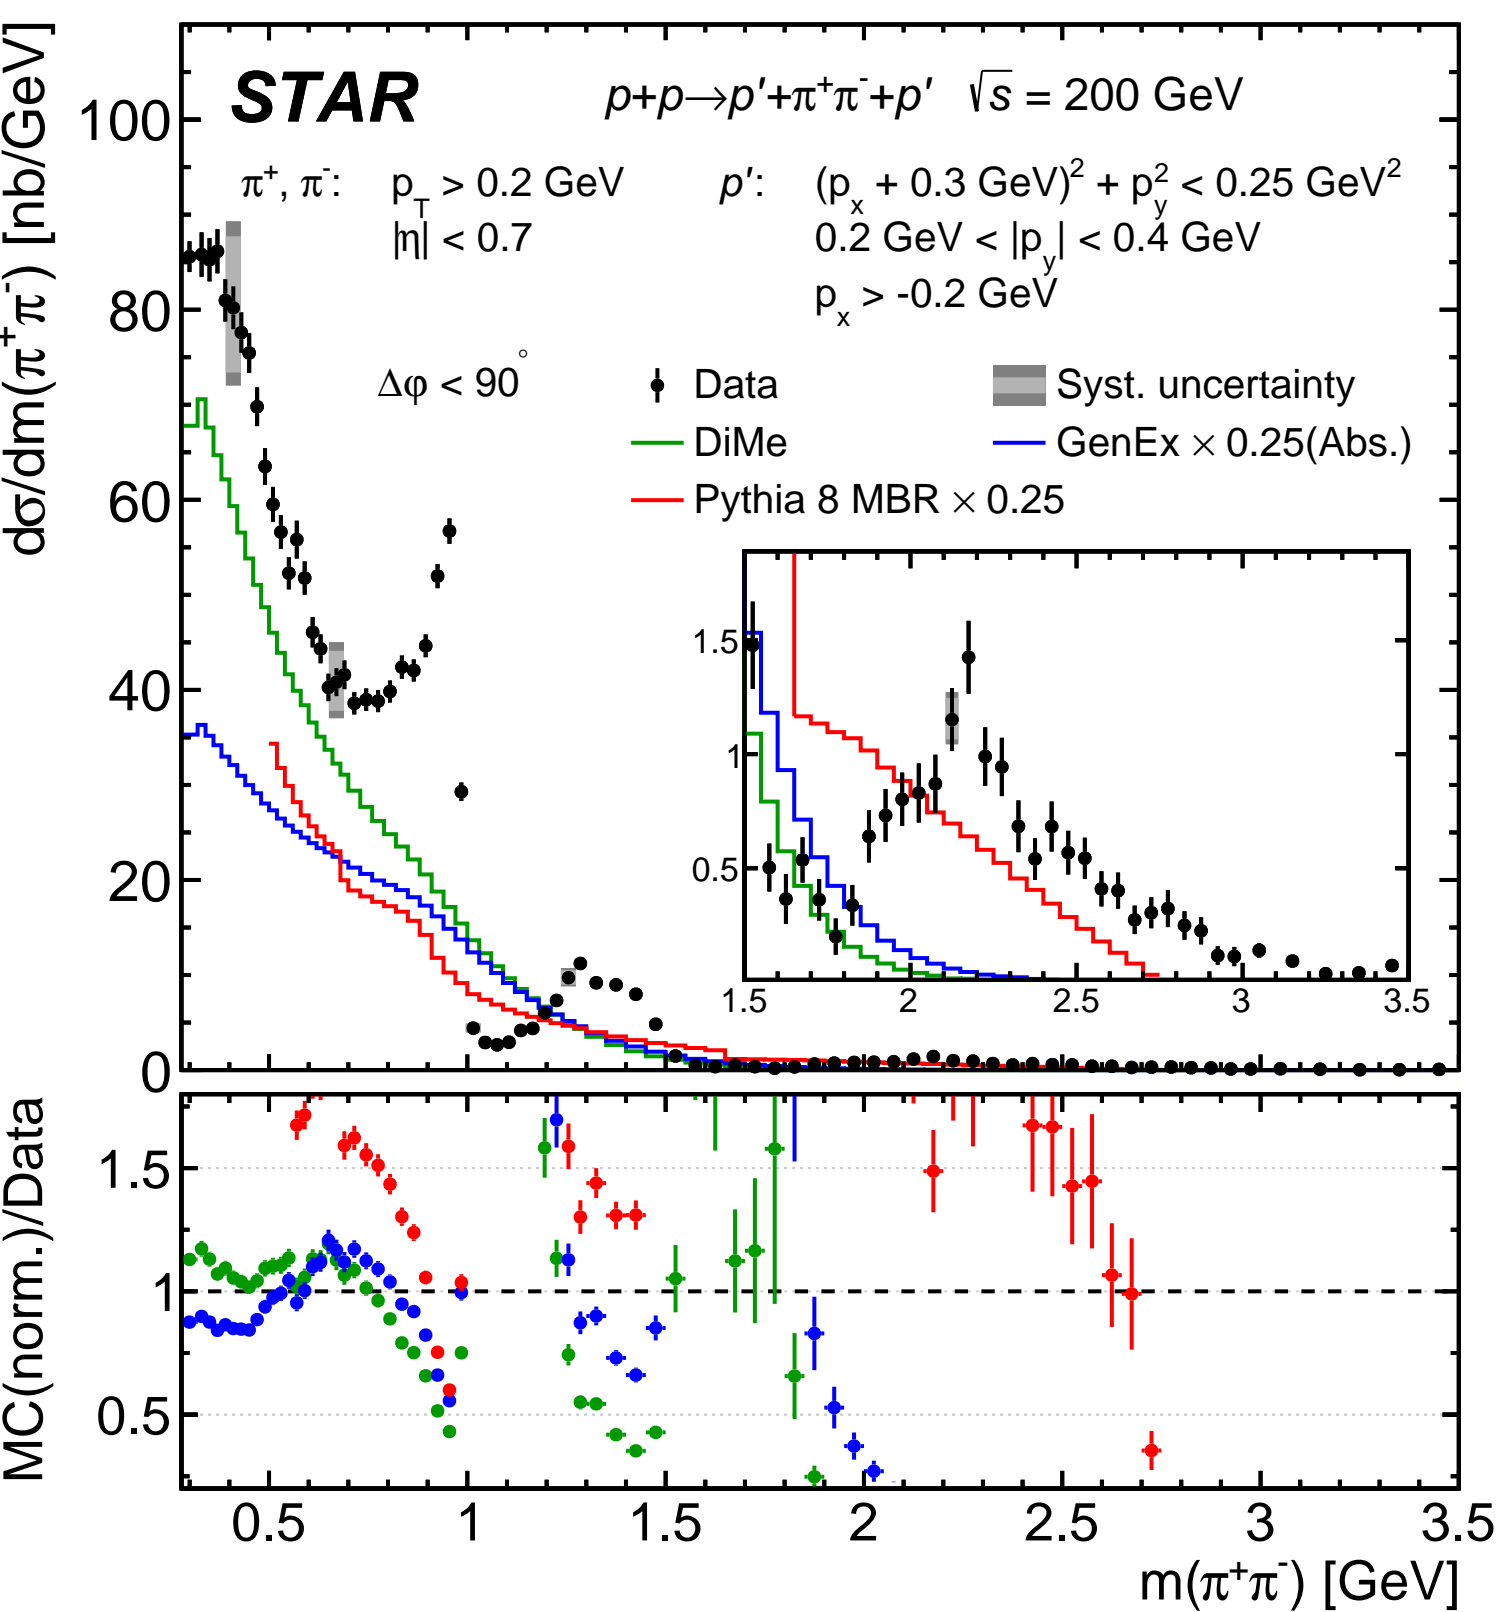 STAR
p+p→p′+π⁺π⁻+p′ √s = 200 GeV
π⁺, π⁻: p_T > 0.2 GeV
|η| < 0.7
p′: (p_x + 0.3 GeV)² + p_y² < 0.25 GeV²
0.2 GeV < |p_y| < 0.4 GeV
p_x > -0.2 GeV
Δφ < 90°
Data
Syst. uncertainty
DiMe
GenEx × 0.25(Abs.)
Pythia 8 MBR × 0.25
dσ/dm(π⁺π⁻) [nb/GeV]
100
80
60
40
20
0
1.5
1
0.5
1.5 2 2.5 3 3.5
MC(norm.)/Data
1.5
1
0.5
0.5 1 1.5 2 2.5 3 3.5
m(π⁺π⁻) [GeV]